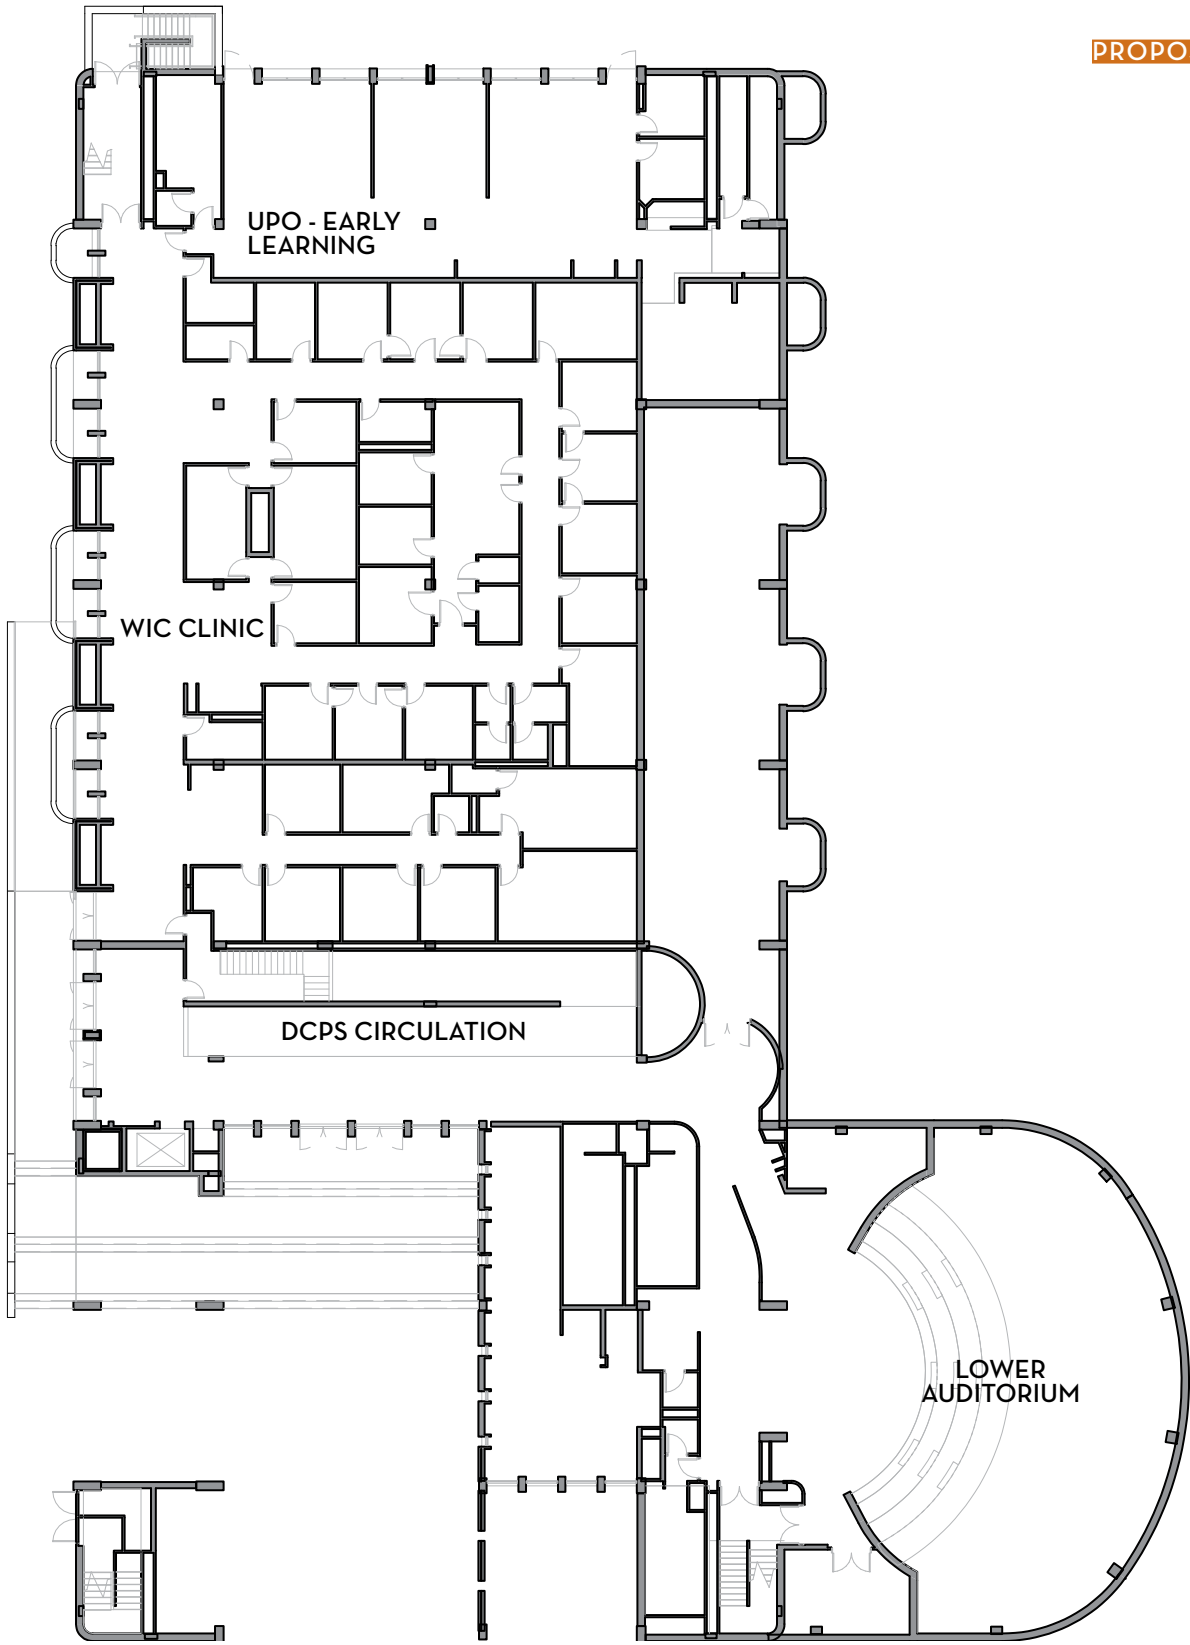 PROPO
UPO - EARLY
LEARNING
WIC CLINIC
DCPS CIRCULATION
LOWER
AUDITORIUM